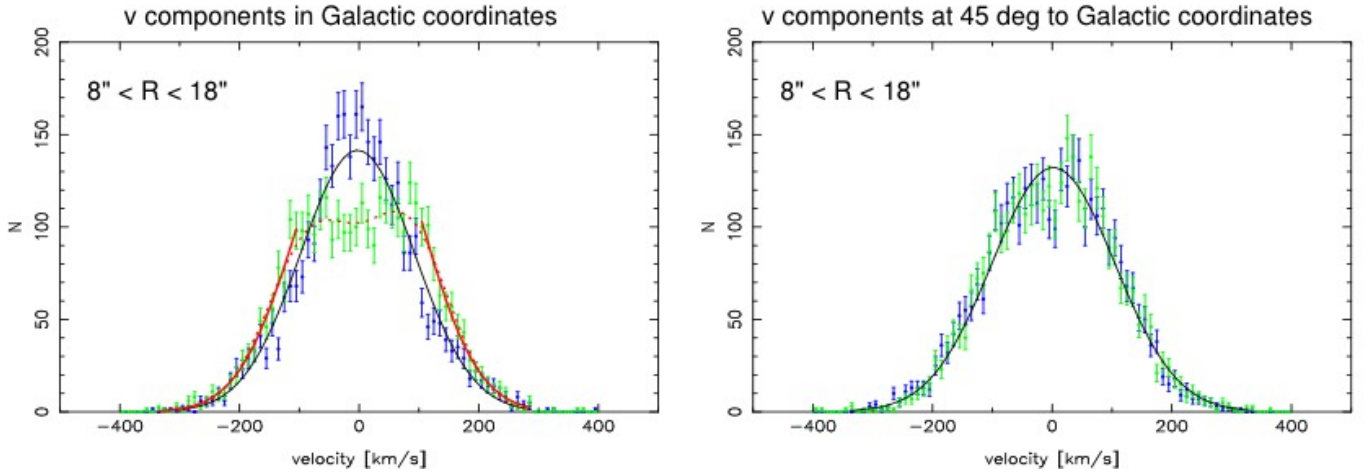 v components in Galactic coordinates
8" < R < 18"
N
0
50
100
150
200
−400
−200
0
200
400
velocity [km/s]
v components at 45 deg to Galactic coordinates
8" < R < 18"
N
0
50
100
150
200
−400
−200
0
200
400
velocity [km/s]